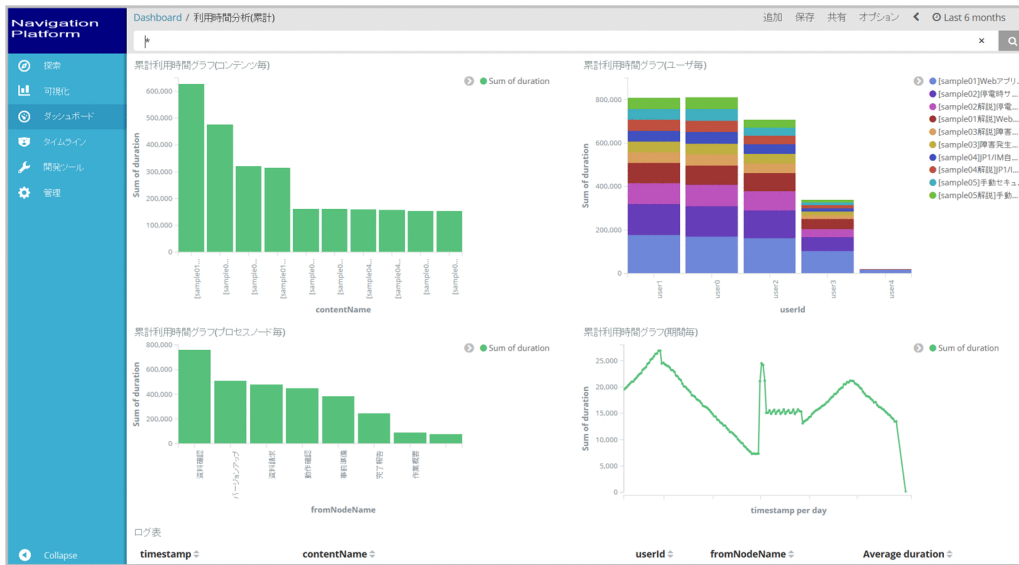 Navigation
Platform
Dashboard / 利用時間分析(累計)
追加 保存 共有 オプション Last 6 months
*
探索
可視化
ダッシュボード
タイムライン
開発ツール
管理
Collapse
累計利用時間グラフ(コンテンツ毎)
Sum of duration
600,000
500,000
400,000
300,000
200,000
100,000
0
Sum of duration
[sample01...
[sample0...
[sample0...
[sample01...
[sample0...
[sample0...
[sample04...
[sample04...
[sample0...
[sample0...
contentName
累計利用時間グラフ(ユーザ毎)
800,000
600,000
400,000
200,000
0
Sum of duration
user1
user0
user2
user3
user4
userId
[sample01]Webアプリ...
[sample02]停電時サ...
[sample02解説]停電...
[sample01解説]Web...
[sample03解説]障害...
[sample03]障害発生...
[sample04]JP1/IM自...
[sample04解説]JP1/I...
[sample05]手動セキュ...
[sample05解説]手動...
累計利用時間グラフ(プロセスノード毎)
Sum of duration
800,000
600,000
400,000
200,000
0
Sum of duration
資料確認
バージョンアップ
資料請求
動作確認
事前準備
完了報告
作業概要
fromNodeName
累計利用時間グラフ(期間毎)
Sum of duration
25,000
20,000
15,000
10,000
5,000
0
Sum of duration
timestamp per day
ログ表
timestamp contentName userId fromNodeName Average duration